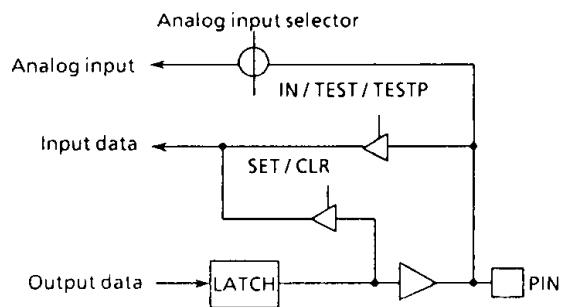 Analog input selector
Analog input
IN / TEST / TESTP
Input data
SET / CLR
Output data
LATCH
PIN